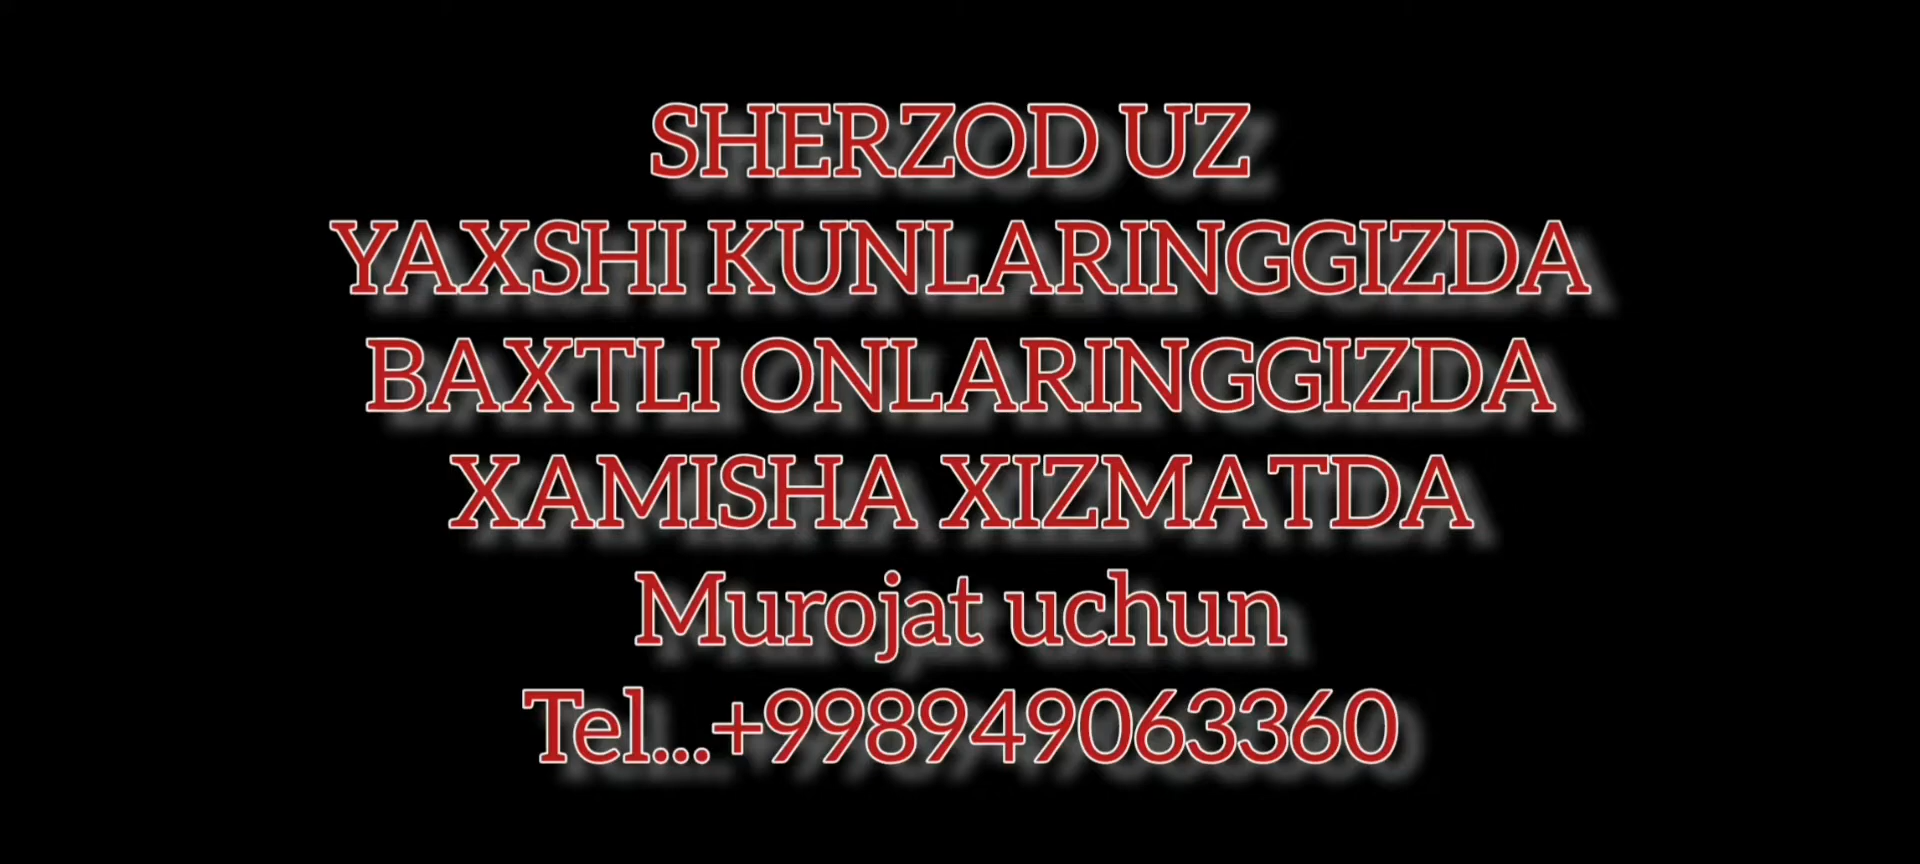 SHERZOD UZ
YAXSHI KUNLARINGGIZDA
BAXTLI ONLARINGGIZDA
XAMISHA XIZMATDA
Murojat uchun
Tel...+998949063360